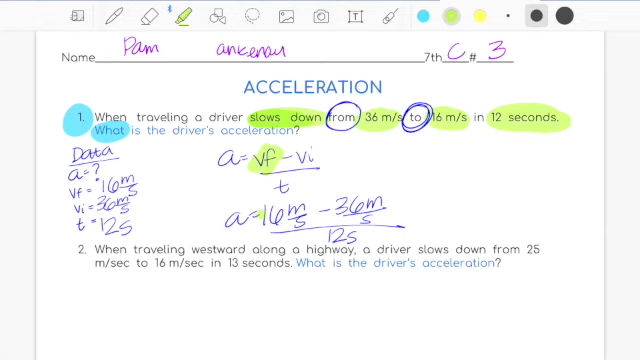 Name Pam ankenau 7th C # 3
ACCELERATION
1. When traveling a driver slows down from 36 m/s to 16 m/s in 12 seconds.
What is the driver's acceleration?
Data
a = ?
vf = 16 m/s
vi = 36 m/s
t = 12s
a = vf - vi / t
a = 16 m/s - 36 m/s / 12s
2. When traveling westward along a highway, a driver slows down from 25
m/sec to 16 m/sec in 13 seconds. What is the driver's acceleration?